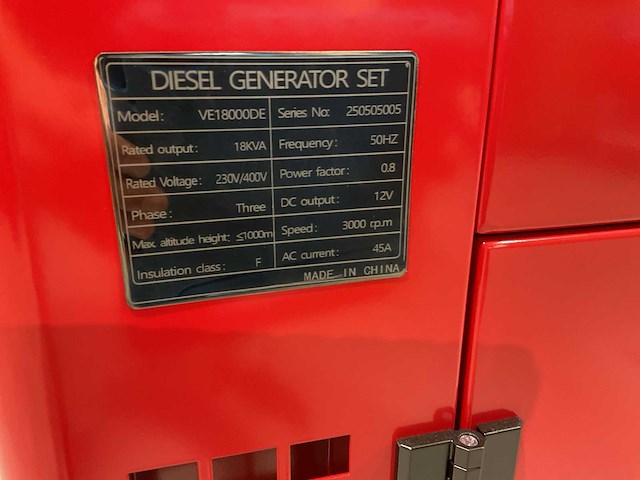 DIESEL GENERATOR SET
Model: VE18000DE Series No: 250505005
Rated output: 18KVA Frequency: 50HZ
Rated Voltage: 230V/400V Power factor: 0.8
Phase: Three DC output: 12V
Max. altitude height: ≤1000m Speed: 3000 r.p.m
Insulation class: F AC current: 45A
MADE IN CHINA